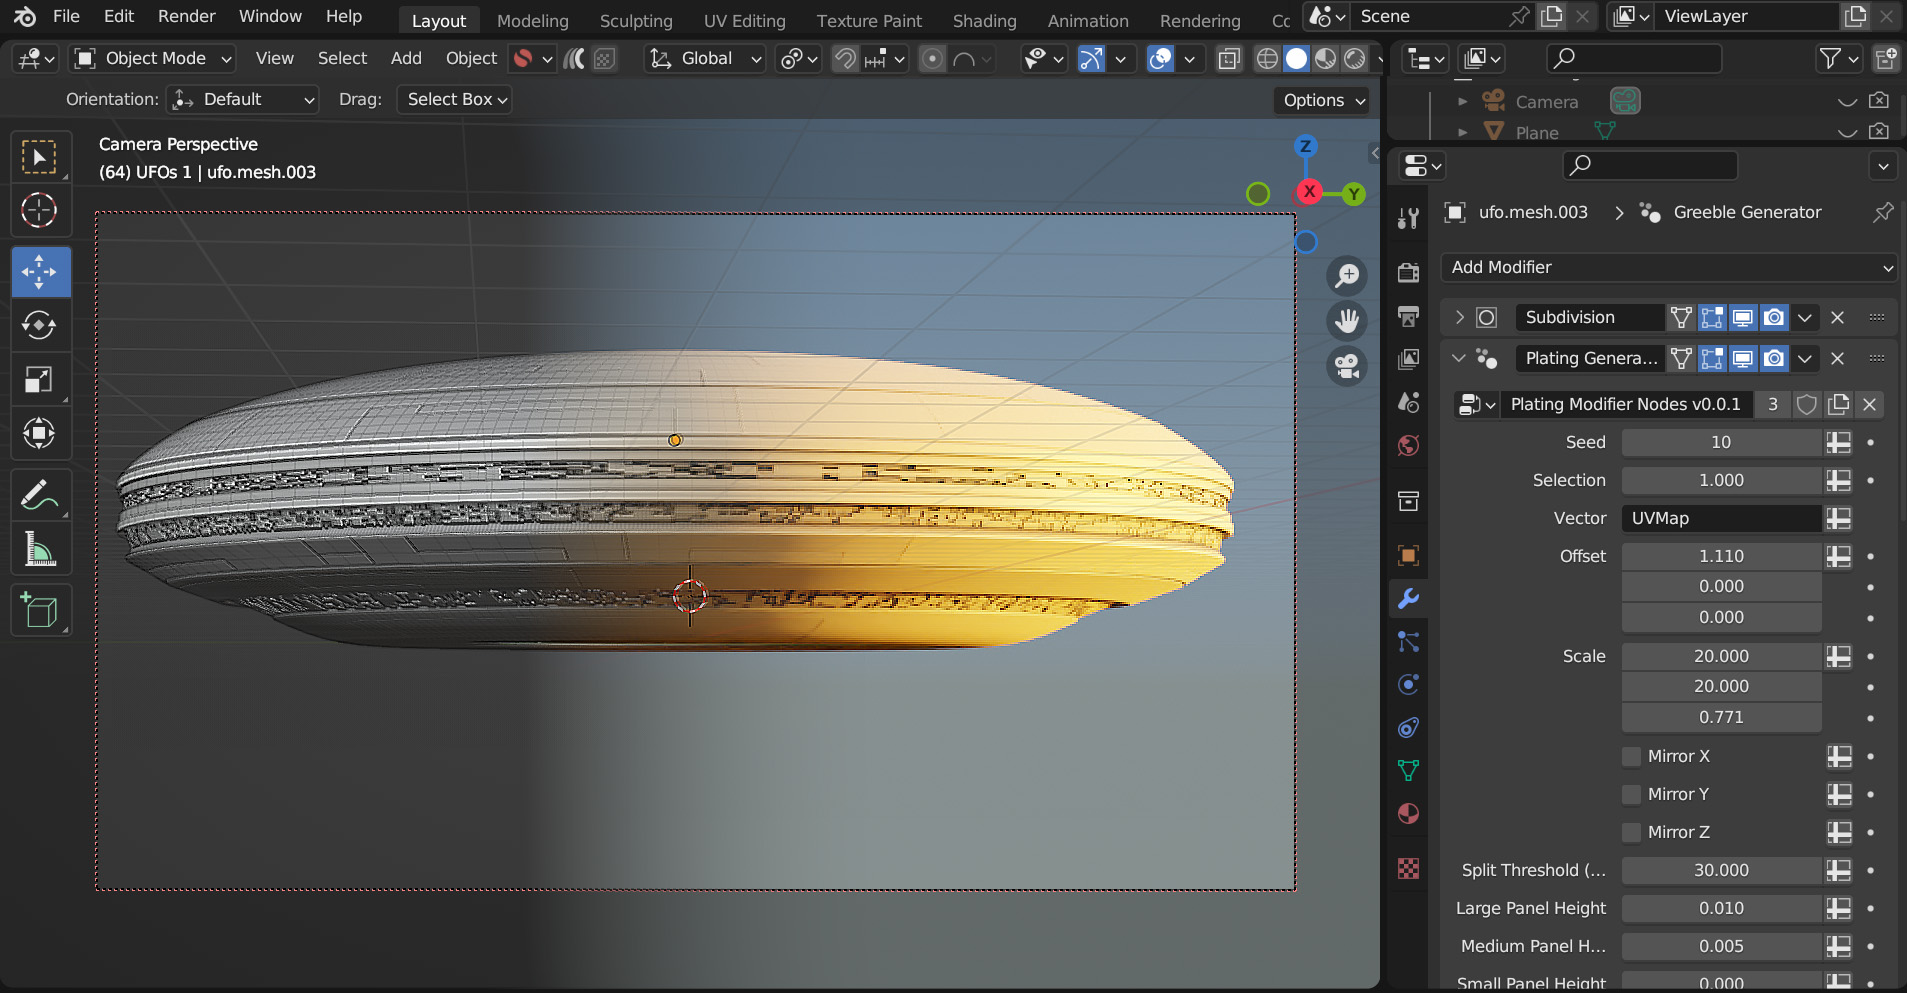 File Edit Render Window Help
Layout Modeling Sculpting UV Editing Texture Paint Shading Animation Rendering Co
Scene
ViewLayer
Object Mode View Select Add Object Global
Orientation: Default Drag: Select Box
Options
Camera Perspective
(64) UFOs 1 | ufo.mesh.003
Z
X
Y
Camera
Plane
ufo.mesh.003 Greeble Generator
Add Modifier
Subdivision
Plating Genera...
Plating Modifier Nodes v0.0.1 3
Seed 10
Selection 1.000
Vector UVMap
Offset 1.110
0.000
0.000
Scale 20.000
20.000
0.771
Mirror X
Mirror Y
Mirror Z
Split Threshold (... 30.000
Large Panel Height 0.010
Medium Panel H... 0.005
Small Panel Height 0.000